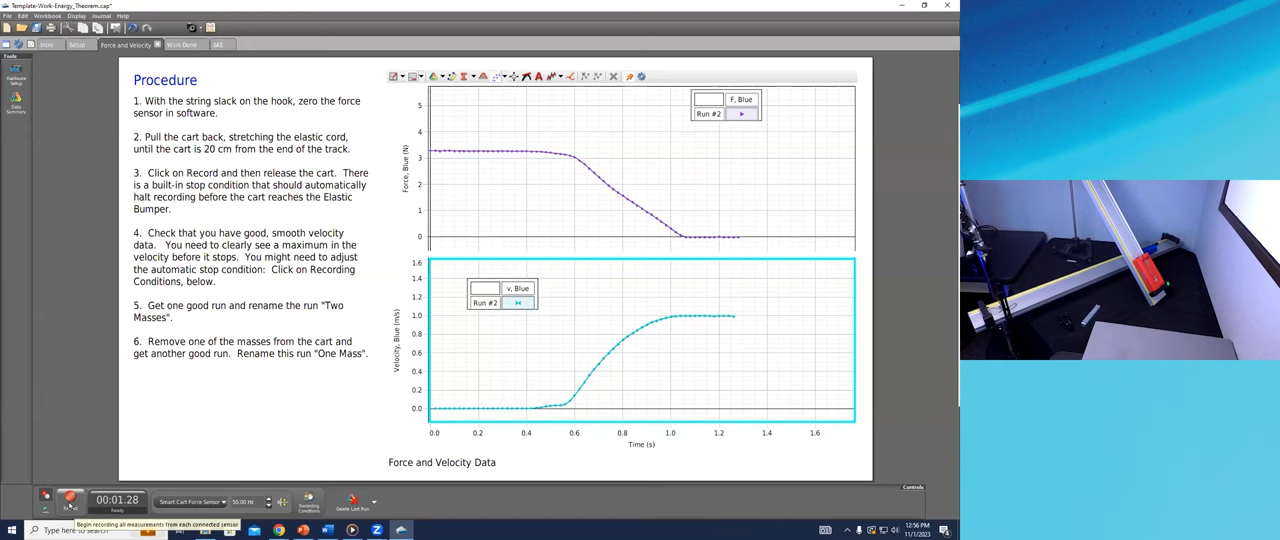 Template-Work-Energy_Theorem.cap*
File Edit Workbook Display Journal Help
Intro Setup Force and Velocity Work Done ΔKE
Tools
Hardware Setup
Data Summary
Procedure
1. With the string slack on the hook, zero the force
sensor in software.
2. Pull the cart back, stretching the elastic cord,
until the cart is 20 cm from the end of the track.
3. Click on Record and then release the cart. There
is a built-in stop condition that should automatically
halt recording before the cart reaches the Elastic
Bumper.
4. Check that you have good, smooth velocity
data. You need to clearly see a maximum in the
velocity before it stops. You might need to adjust
the automatic stop condition: Click on Recording
Conditions, below.
5. Get one good run and rename the run "Two
Masses".
6. Remove one of the masses from the cart and
get another good run. Rename this run "One Mass".
F, Blue
Run #2
Force, Blue (N)
5
4
3
2
1
0
v, Blue
Run #2
Velocity, Blue (m/s)
1.6
1.4
1.2
1.0
0.8
0.6
0.4
0.2
0.0
0.0 0.2 0.4 0.6 0.8 1.0 1.2 1.4 1.6
Time (s)
Force and Velocity Data
Controls
00:01.28
Ready
Smart Cart Force Sensor
50.00 Hz
Recording
Conditions
Delete Last Run
Begin recording all measurements from each connected sensor
Type here to search
12:56 PM
11/1/2023